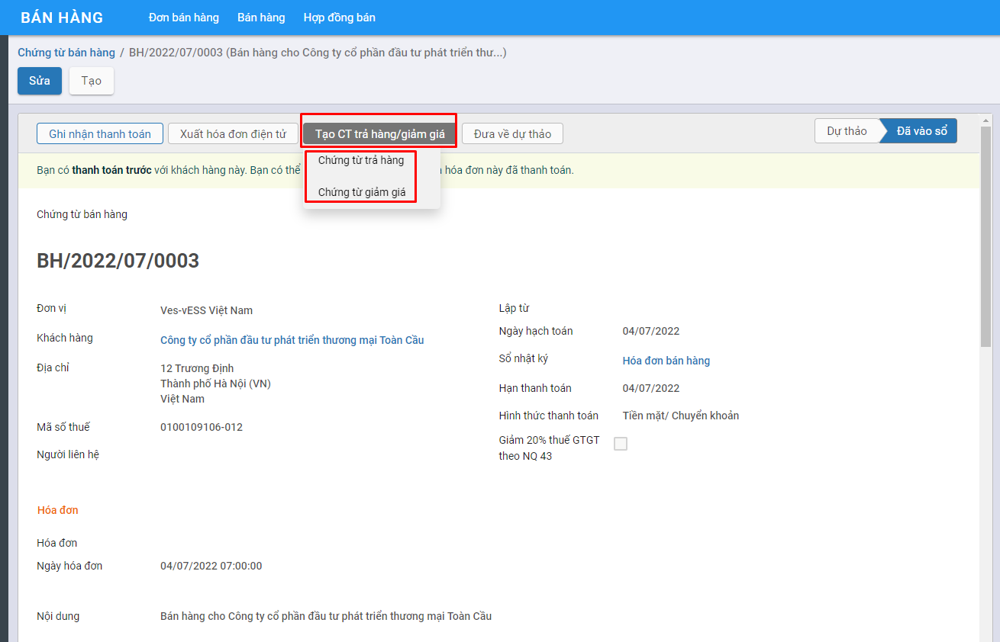 BÁN HÀNG Đơn bán hàng Bán hàng Hợp đồng bán
Chứng từ bán hàng / BH/2022/07/0003 (Bán hàng cho Công ty cổ phần đầu tư phát triển thư...)
Sửa Tạo
Ghi nhận thanh toán Xuất hóa đơn điện tử Tạo CT trả hàng/giảm giá Đưa về dự thảo Dự thảo Đã vào sổ
Chứng từ trả hàng
Bạn có thanh toán trước với khách hàng này. Bạn có thể hóa đơn này đã thanh toán.
Chứng từ giảm giá
Chứng từ bán hàng
BH/2022/07/0003
Đơn vị Ves-vESS Việt Nam
Khách hàng Công ty cổ phần đầu tư phát triển thương mại Toàn Cầu
Địa chỉ 12 Trương Định
Thành phố Hà Nội (VN)
Việt Nam
Mã số thuế 0100109106-012
Người liên hệ
Lập từ
Ngày hạch toán 04/07/2022
Sổ nhật ký Hóa đơn bán hàng
Hạn thanh toán 04/07/2022
Hình thức thanh toán Tiền mặt/ Chuyển khoản
Giảm 20% thuế GTGT
theo NQ 43
Hóa đơn
Hóa đơn
Ngày hóa đơn 04/07/2022 07:00:00
Nội dung Bán hàng cho Công ty cổ phần đầu tư phát triển thương mại Toàn Cầu